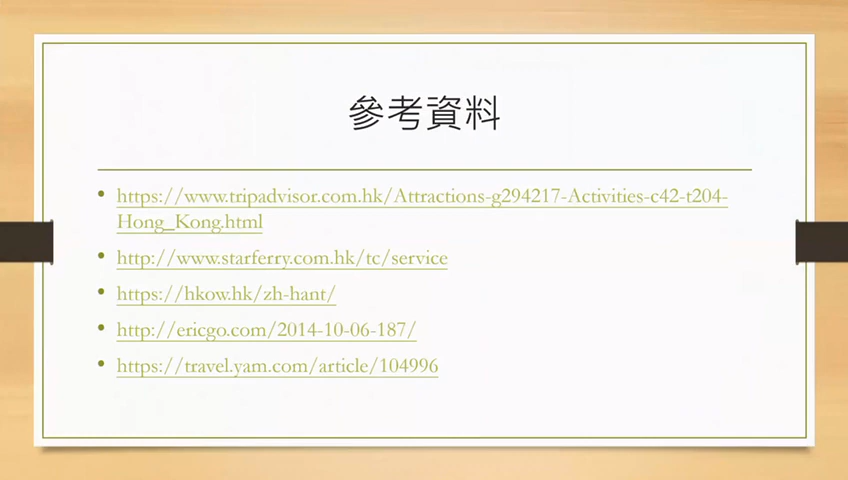 參考資料
• https://www.tripadvisor.com.hk/Attractions-g294217-Activities-c42-t204-
Hong_Kong.html
• http://www.starferry.com.hk/tc/service
• https://hkow.hk/zh-hant/
• http://ericgo.com/2014-10-06-187/
• https://travel.yam.com/article/104996